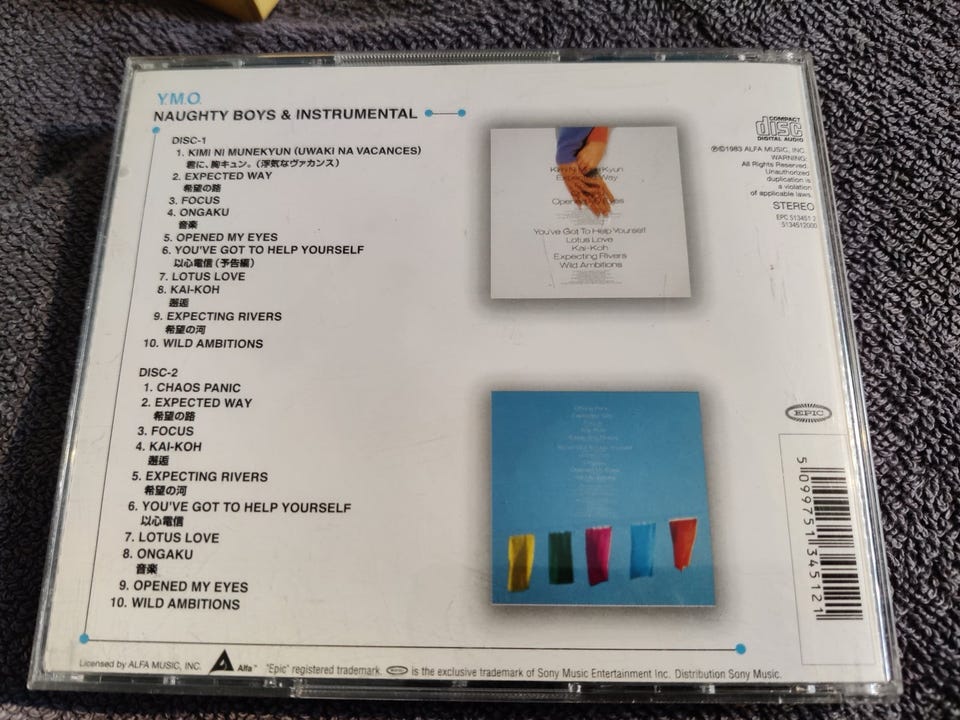 Y.M.O.
NAUGHTY BOYS & INSTRUMENTAL
DISC-1
1. KIMI NI MUNEKYUN (UWAKI NA VACANCES)
君に、胸キュン。(浮気なヴァカンス)
2. EXPECTED WAY
希望の路
3. FOCUS
4. ONGAKU
音楽
5. OPENED MY EYES
6. YOU'VE GOT TO HELP YOURSELF
以心電信(予告編)
7. LOTUS LOVE
8. KAI-KOH
邂逅
9. EXPECTING RIVERS
希望の河
10. WILD AMBITIONS
DISC-2
1. CHAOS PANIC
2. EXPECTED WAY
希望の路
3. FOCUS
4. KAI-KOH
邂逅
5. EXPECTING RIVERS
希望の河
6. YOU'VE GOT TO HELP YOURSELF
以心電信
7. LOTUS LOVE
8. ONGAKU
音楽
9. OPENED MY EYES
10. WILD AMBITIONS
Opened My Eyes
You've Got To Help Yourself
Lotus Love
Kai-Koh
Expecting Rivers
Wild Ambitions
COMPACT
disc
DIGITAL AUDIO
ⓅⒸ1983 ALFA MUSIC, INC.
WARNING:
All Rights Reserved.
Unauthorized
duplication is
a violation
of applicable laws.
STEREO
EPC 513451 2
5134512000
EPIC
5 099751 345121
Licensed by ALFA MUSIC, INC. Alfa™ "Epic" registered trademark. EPIC is the exclusive trademark of Sony Music Entertainment Inc. Distribution Sony Music.